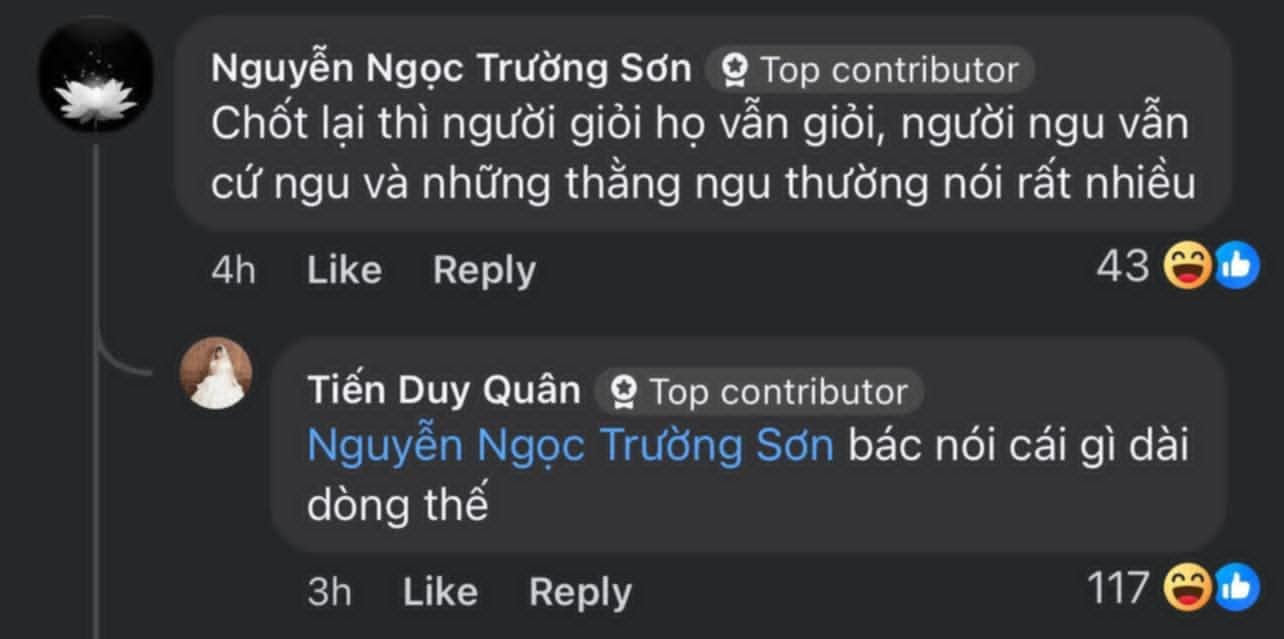 Nguyễn Ngọc Trường Sơn Top contributor
Chốt lại thì người giỏi họ vẫn giỏi, người ngu vẫn
cứ ngu và những thằng ngu thường nói rất nhiều
4h Like Reply 43
Tiến Duy Quân Top contributor
Nguyễn Ngọc Trường Sơn bác nói cái gì dài
dòng thế
3h Like Reply 117